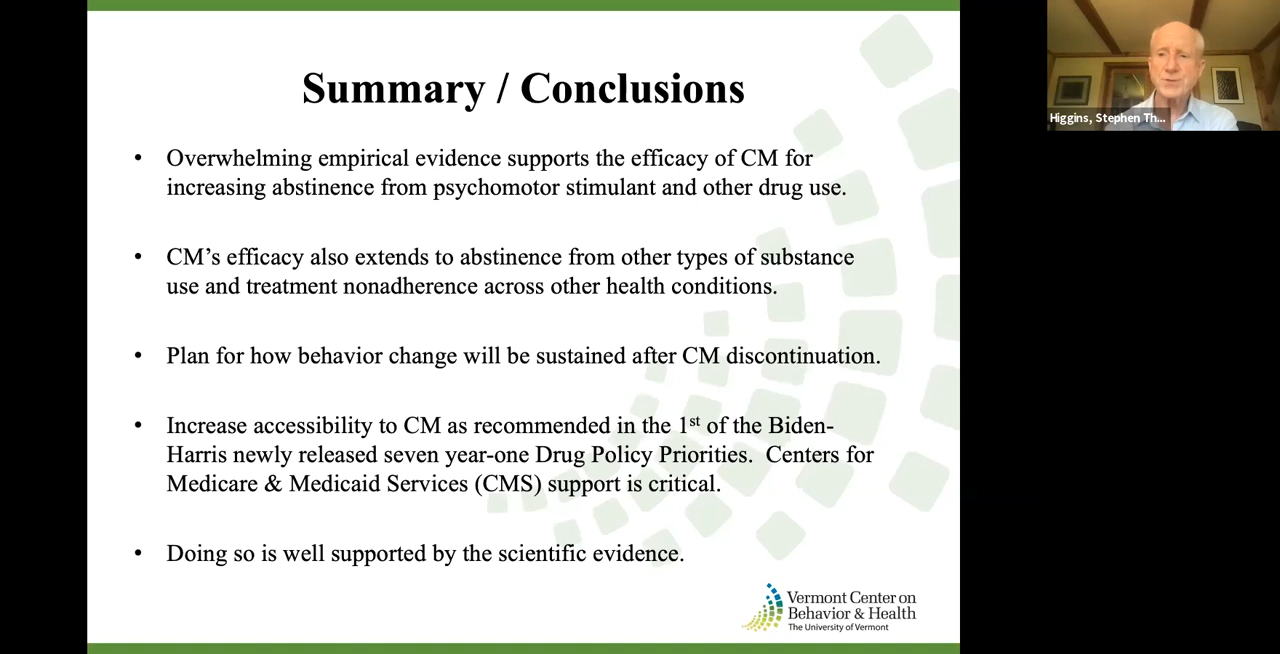 Summary / Conclusions
• Overwhelming empirical evidence supports the efficacy of CM for
increasing abstinence from psychomotor stimulant and other drug use.
• CM’s efficacy also extends to abstinence from other types of substance
use and treatment nonadherence across other health conditions.
• Plan for how behavior change will be sustained after CM discontinuation.
• Increase accessibility to CM as recommended in the 1st of the Biden-
Harris newly released seven year-one Drug Policy Priorities.  Centers for
Medicare & Medicaid Services (CMS) support is critical.
• Doing so is well supported by the scientific evidence.
Vermont Center on
Behavior & Health
The University of Vermont
Higgins, Stephen Th...